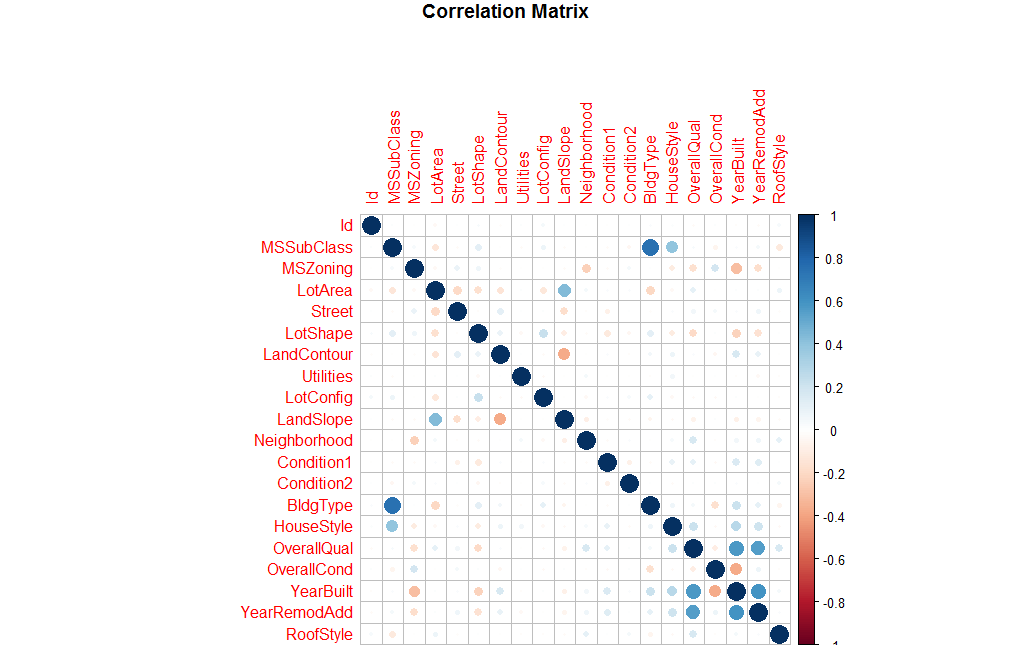 Correlation Matrix
Id
MSSubClass
MSZoning
LotArea
Street
LotShape
LandContour
Utilities
LotConfig
LandSlope
Neighborhood
Condition1
Condition2
BldgType
HouseStyle
OverallQual
OverallCond
YearBuilt
YearRemodAdd
RoofStyle
Id
MSSubClass
MSZoning
LotArea
Street
LotShape
LandContour
Utilities
LotConfig
LandSlope
Neighborhood
Condition1
Condition2
BldgType
HouseStyle
OverallQual
OverallCond
YearBuilt
YearRemodAdd
RoofStyle
1
0.8
0.6
0.4
0.2
0
-0.2
-0.4
-0.6
-0.8
-1